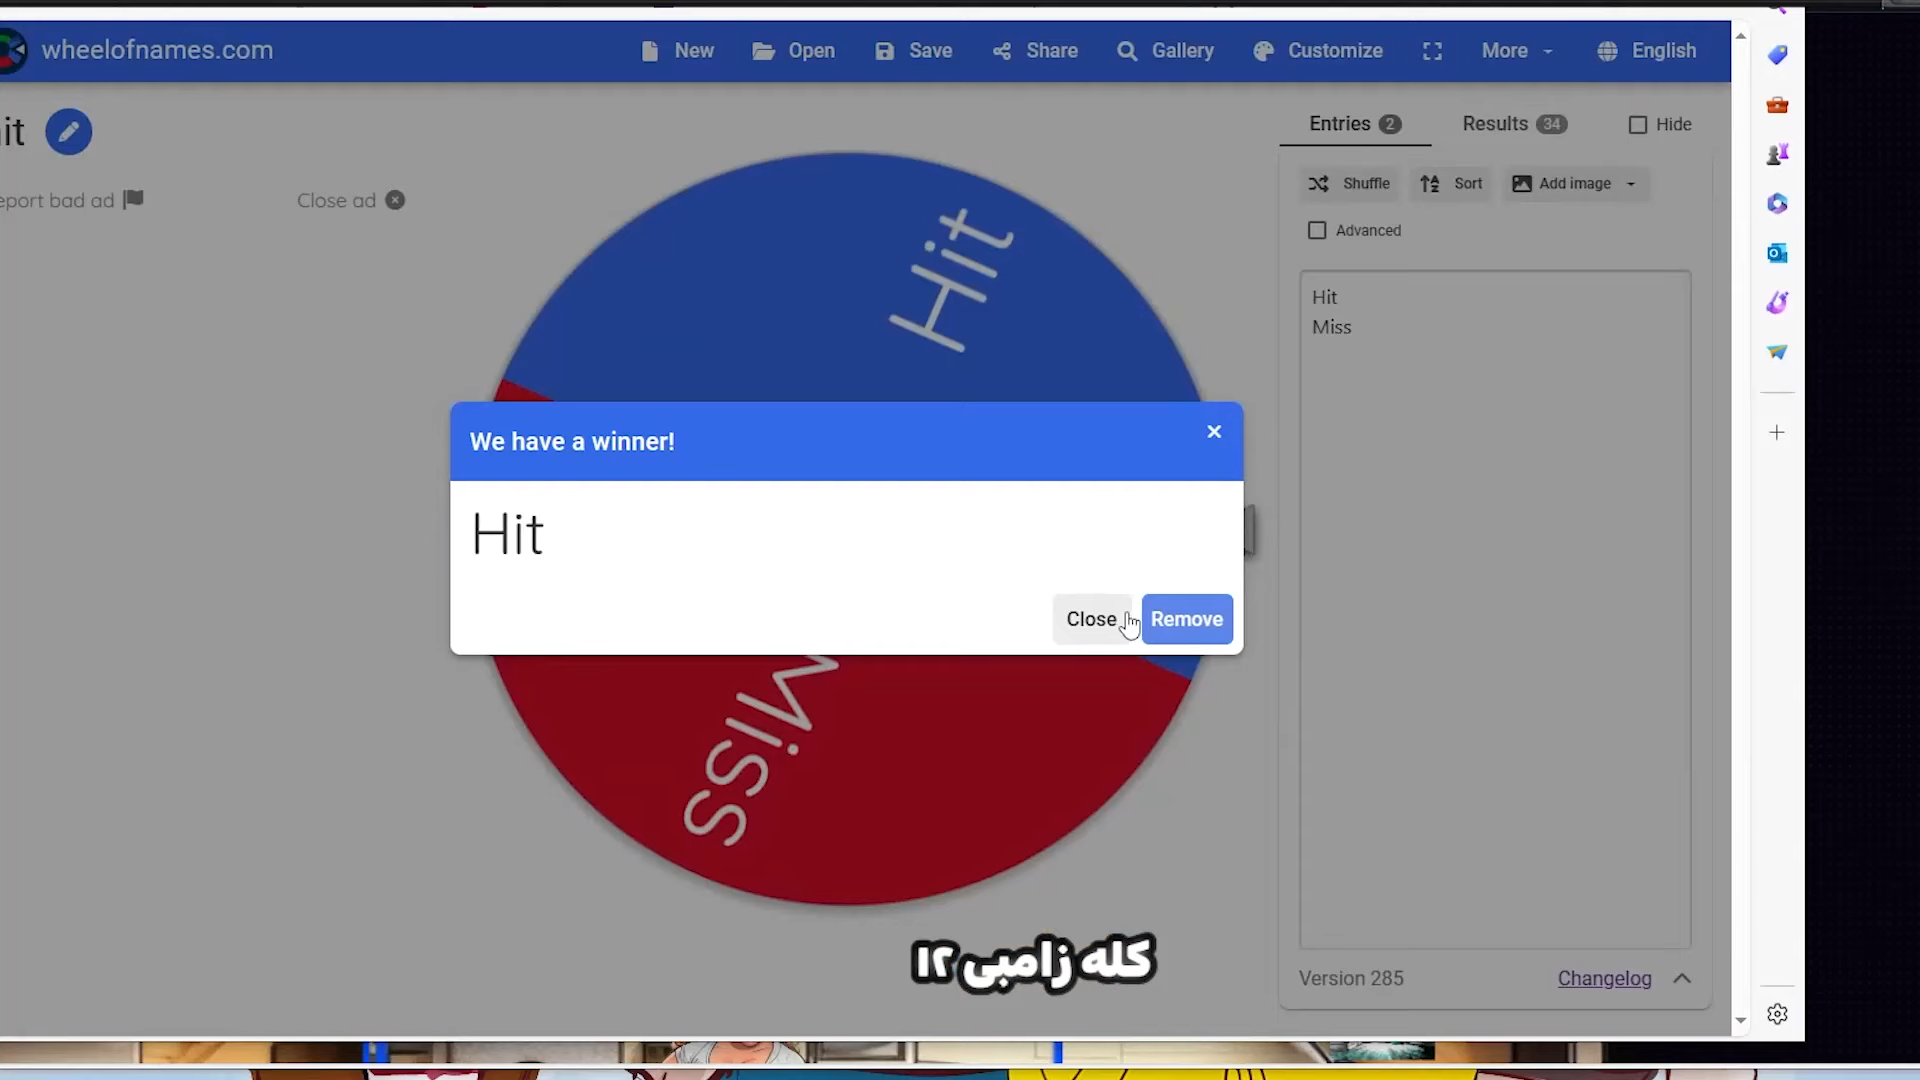 wheelofnames.com
New
Open
Save
Share
Gallery
Customize
More
English
it
eport bad ad
Close ad
Entries 2
Results 34
Hide
Shuffle
Sort
Add image
Advanced
Hit
Miss
Hit
We have a winner!
Hit
Close
Remove
Miss
کله زامبی ۱۲
Version 285
Changelog